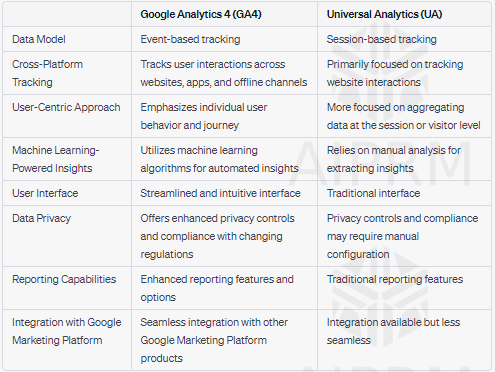 Google Analytics 4 (GA4) Universal Analytics (UA)
Data Model Event-based tracking Session-based tracking
Cross-Platform Tracks user interactions across Primarily focused on tracking
Tracking websites, apps, and offline channels website interactions
User-Centric Approach Emphasizes individual user More focused on aggregating
behavior and journey data at the session or visitor level
Machine Learning- Utilizes machine learning Relies on manual analysis for
Powered Insights algorithms for automated insights extracting insights
User Interface Streamlined and intuitive interface Traditional interface
Data Privacy Offers enhanced privacy controls Privacy controls and compliance
and compliance with changing may require manual
regulations configuration
Reporting Capabilities Enhanced reporting features and Traditional reporting features
options
Integration with Google Seamless integration with other Integration available but less
Marketing Platform Google Marketing Platform seamless
products
AIPRM
AIPRM